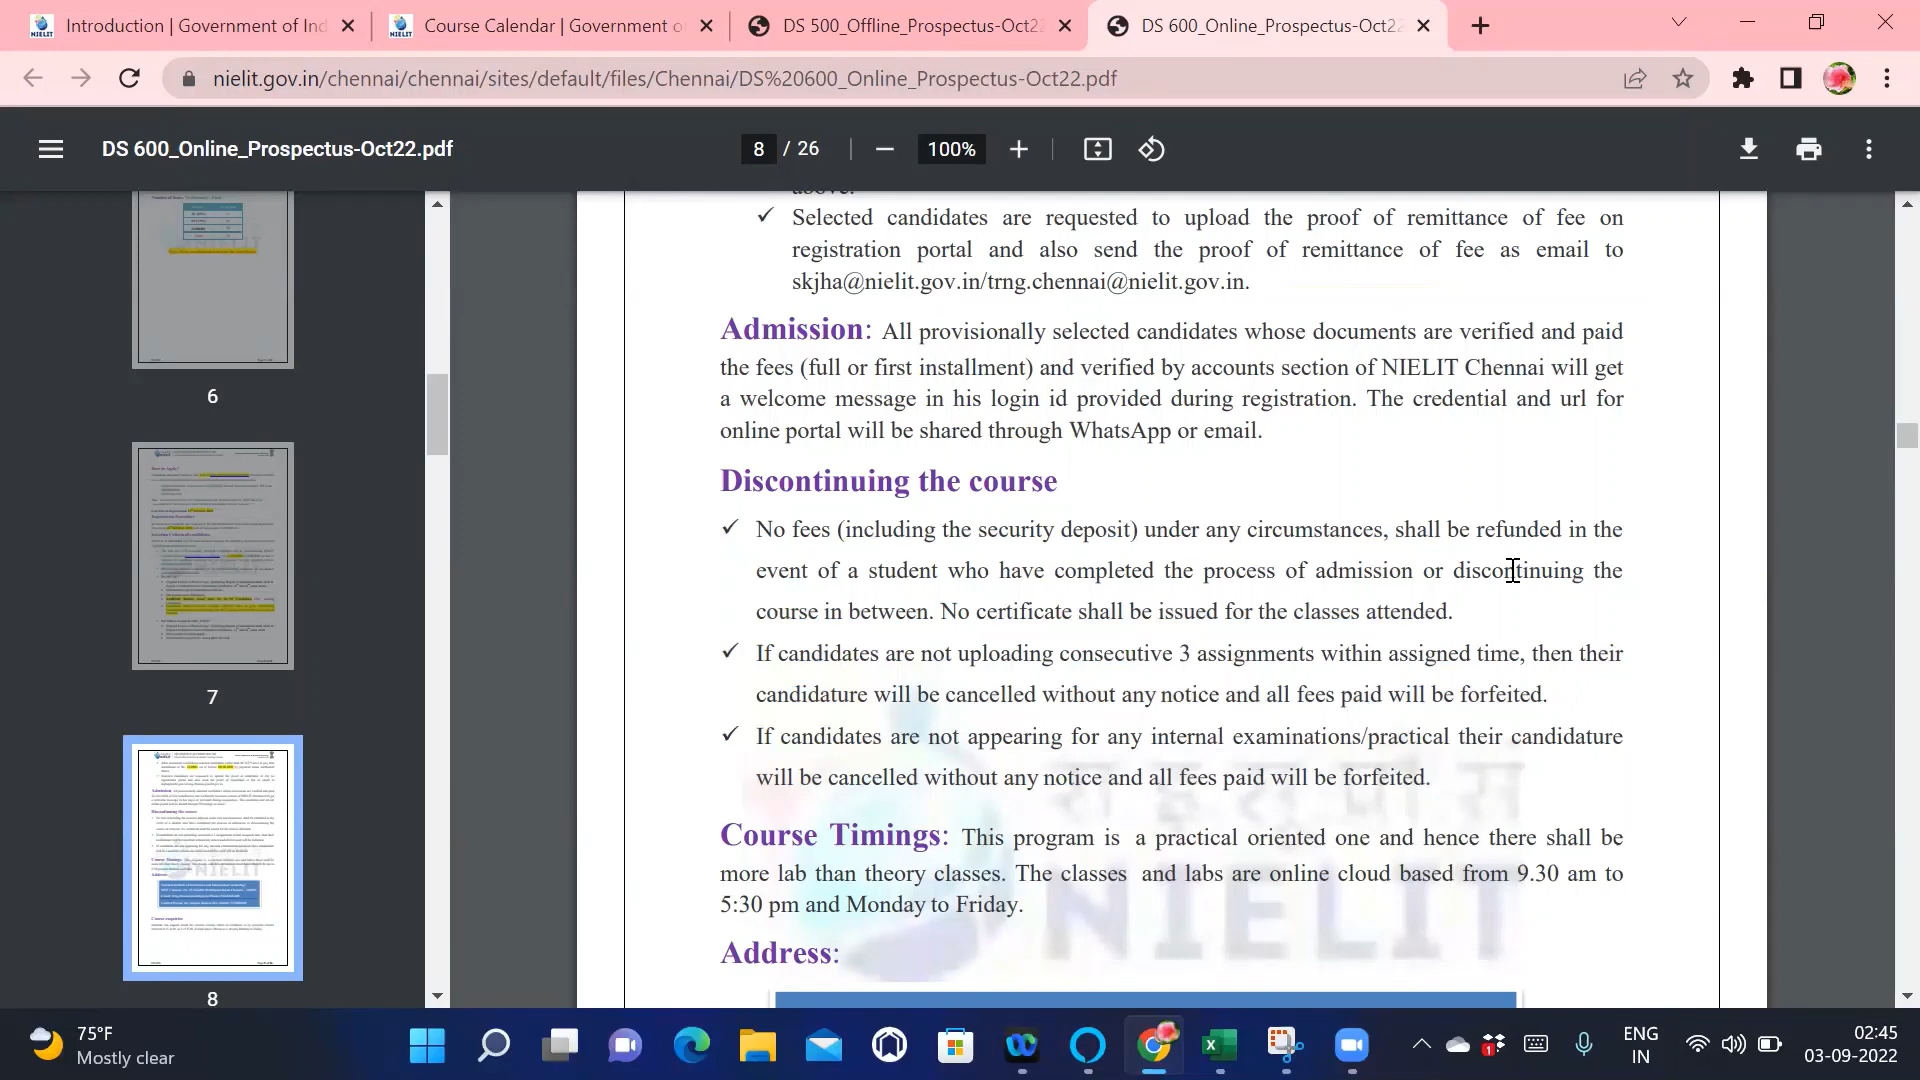 Introduction | Government of Ind
Course Calendar | Government o
DS 500_Offline_Prospectus-Oct22
DS 600_Online_Prospectus-Oct22
nielit.gov.in/chennai/chennai/sites/default/files/Chennai/DS%20600_Online_Prospectus-Oct22.pdf
DS 600_Online_Prospectus-Oct22.pdf
8 / 26
100%
6
7
8
above.
✓ Selected candidates are requested to upload the proof of remittance of fee on
registration portal and also send the proof of remittance of fee as email to
skjha@nielit.gov.in/trng.chennai@nielit.gov.in.
Admission: All provisionally selected candidates whose documents are verified and paid
the fees (full or first installment) and verified by accounts section of NIELIT Chennai will get
a welcome message in his login id provided during registration. The credential and url for
online portal will be shared through WhatsApp or email.
Discontinuing the course
✓ No fees (including the security deposit) under any circumstances, shall be refunded in the
event of a student who have completed the process of admission or discontinuing the
course in between. No certificate shall be issued for the classes attended.
✓ If candidates are not uploading consecutive 3 assignments within assigned time, then their
candidature will be cancelled without any notice and all fees paid will be forfeited.
✓ If candidates are not appearing for any internal examinations/practical their candidature
will be cancelled without any notice and all fees paid will be forfeited.
Course Timings: This program is a practical oriented one and hence there shall be
more lab than theory classes. The classes and labs are online cloud based from 9.30 am to
5:30 pm and Monday to Friday.
NIELIT
Address:
75°F
Mostly clear
ENG
IN
02:45
03-09-2022